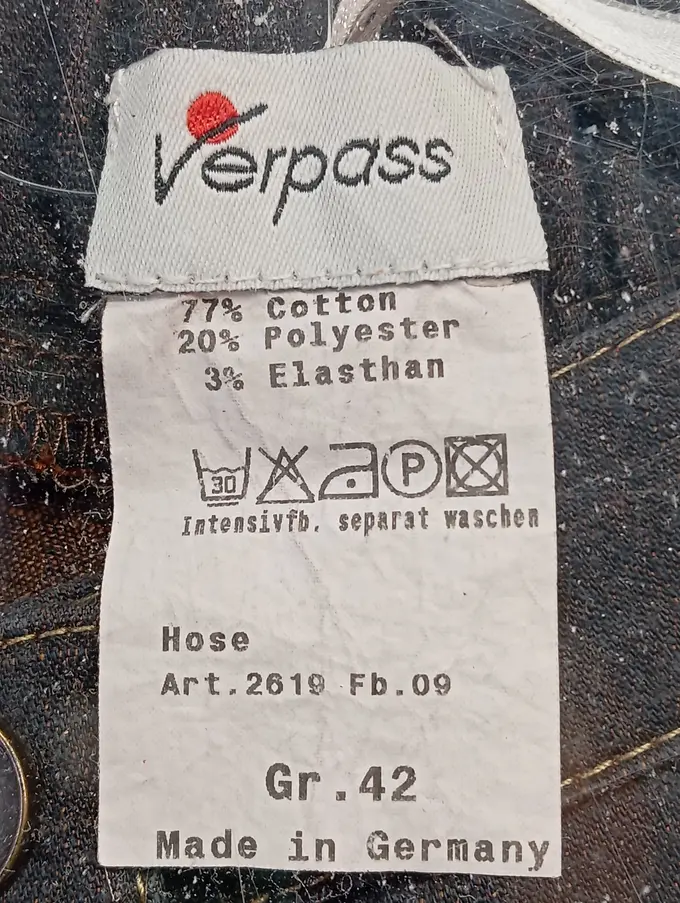 Verpass
77% Cotton
20% Polyester
3% Elasthan
30 P
Intensivfb. separat waschen
Hose
Art.2619 Fb.09
Gr.42
Made in Germany